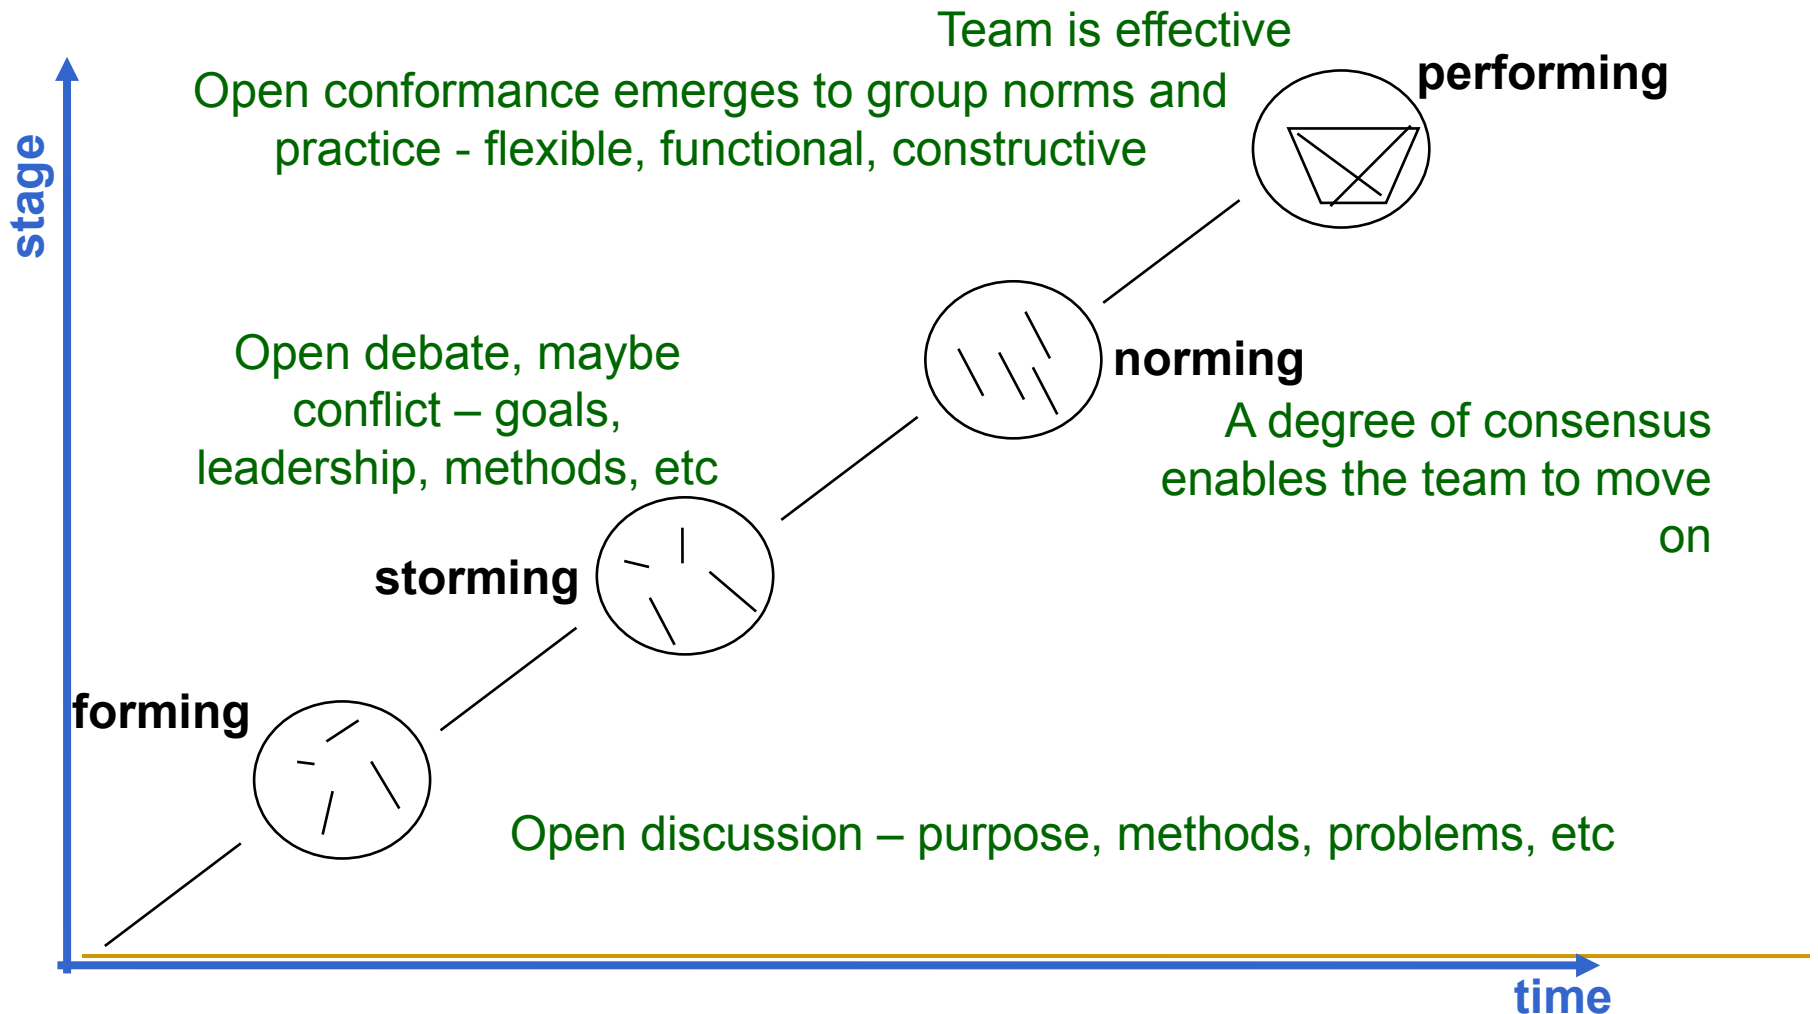 Team is effective
performing
Open conformance emerges to group norms and
practice - flexible, functional, constructive
stage
Open debate, maybe
conflict – goals,
leadership, methods, etc
norming
A degree of consensus
enables the team to move
on
storming
forming
Open discussion – purpose, methods, problems, etc
time